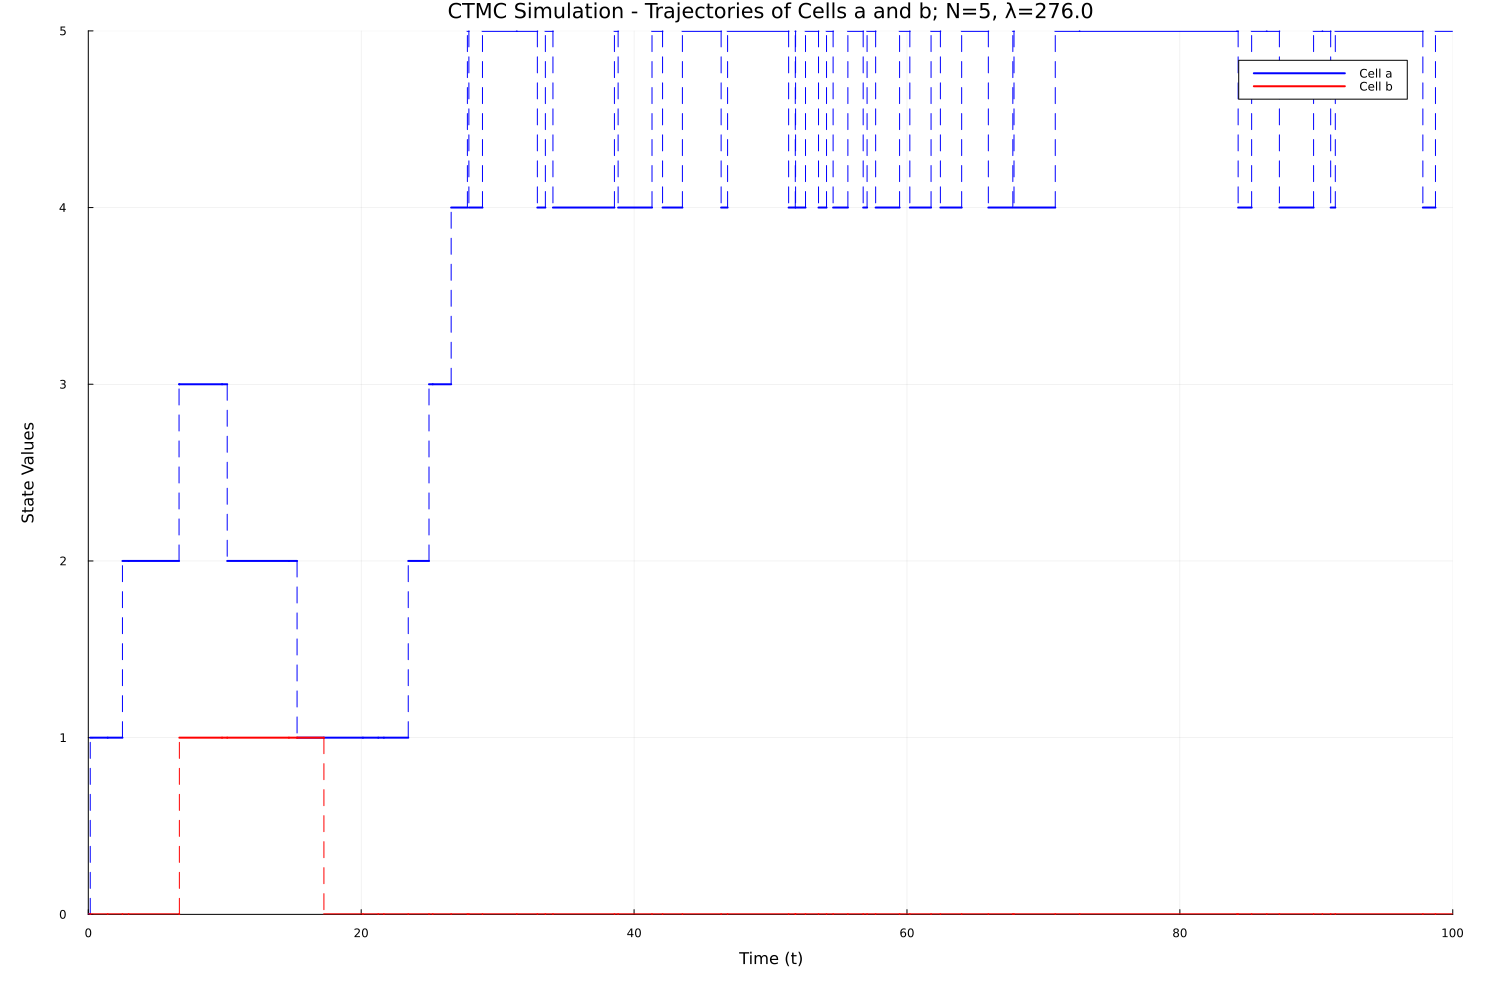 CTMC Simulation - Trajectories of Cells a and b; N=5, λ=276.0
5
Cell a
Cell b
4
3
State Values
2
1
0
0 20 40 60 80 100
Time (t)